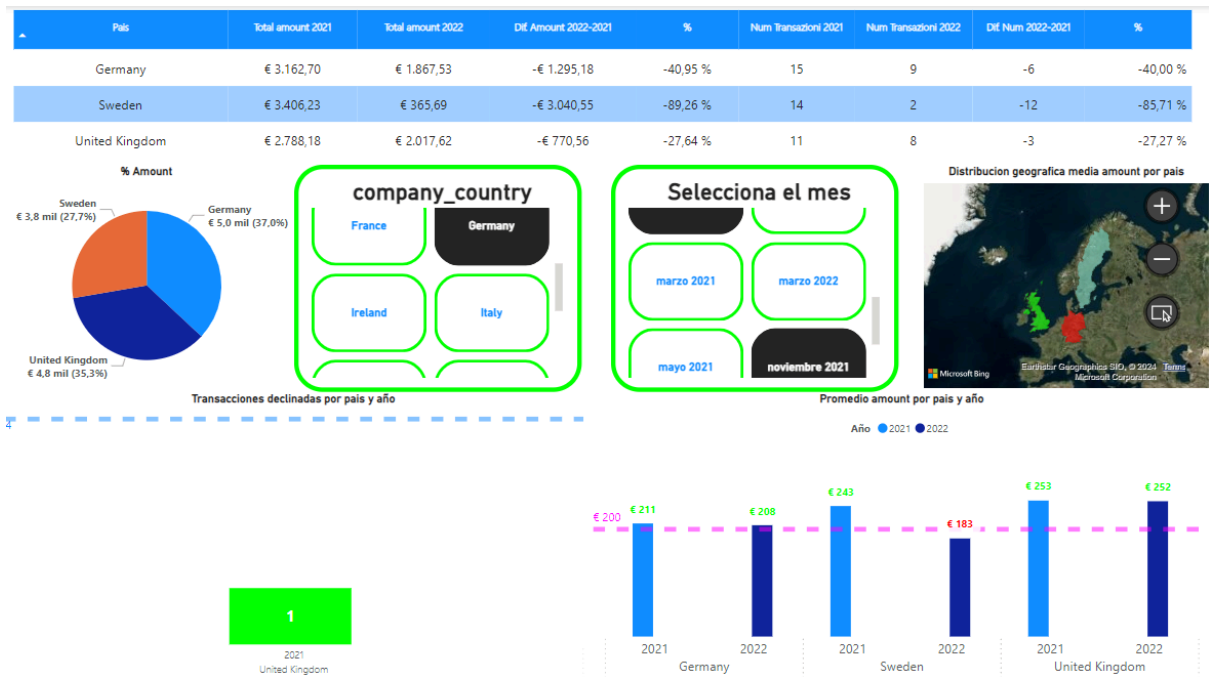 Pais Total amount 2021 Total amount 2022 Dif. Amount 2022-2021 % Num Transazioni 2021 Num Transazioni 2022 Dif. Num 2022-2021 %
Germany € 3.162,70 € 1.867,53 -€ 1.295,18 -40,95 % 15 9 -6 -40,00 %
Sweden € 3.406,23 € 365,69 -€ 3.040,55 -89,26 % 14 2 -12 -85,71 %
United Kingdom € 2.788,18 € 2.017,62 -€ 770,56 -27,64 % 11 8 -3 -27,27 %
% Amount
Sweden
€ 3,8 mil (27,7%)
Germany
€ 5,0 mil (37,0%)
United Kingdom
€ 4,8 mil (35,3%)
company_country
France Germany
Ireland Italy
Selecciona el mes
marzo 2021 marzo 2022
mayo 2021 noviembre 2021
Distribucion geografica media amount por pais
Microsoft Bing
Earthstar Geographics SIO, © 2024 Terms
Microsoft Corporation
Transacciones declinadas por pais y año
4
1
2021
United Kingdom
Promedio amount por pais y año
Año 2021 2022
€ 200
€ 211 € 208 € 243 € 183 € 253 € 252
2021 2022 2021 2022 2021 2022
Germany Sweden United Kingdom